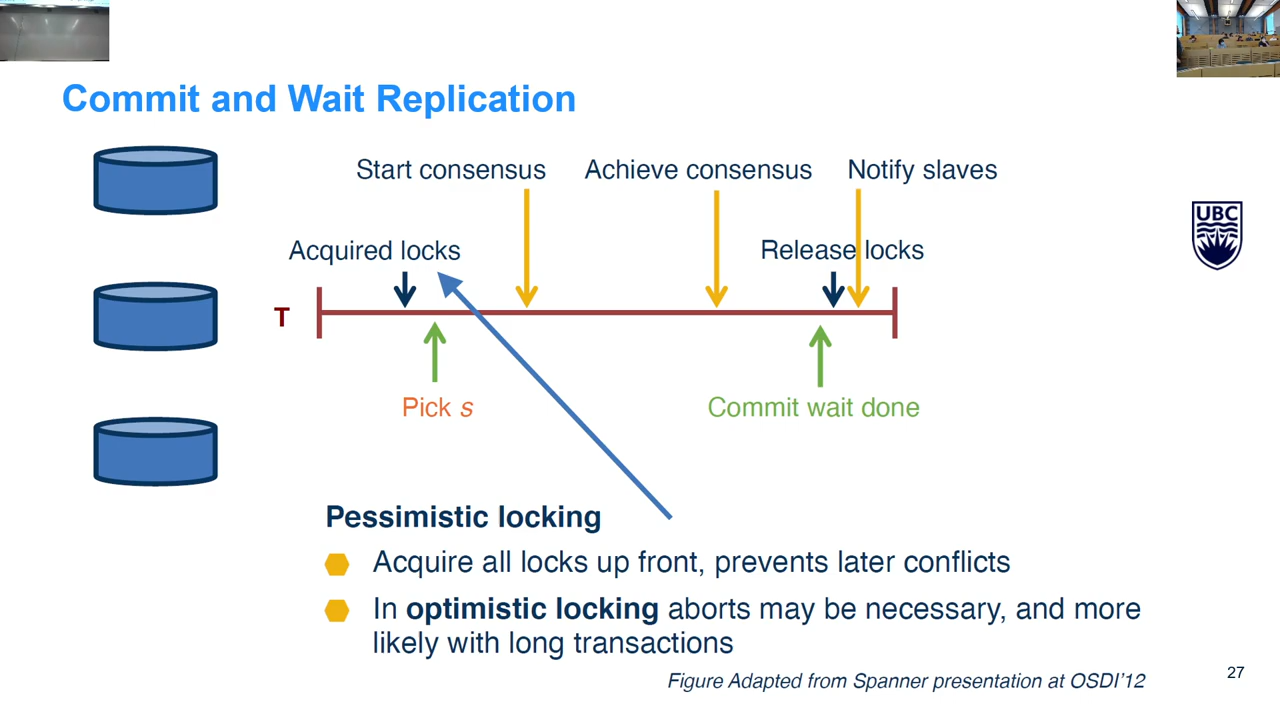 Commit and Wait Replication
Start consensus
Achieve consensus
Notify slaves
UBC
Acquired locks
Release locks
T
Pick s
Commit wait done
Pessimistic locking
Acquire all locks up front, prevents later conflicts
In optimistic locking aborts may be necessary, and more
likely with long transactions
Figure Adapted from Spanner presentation at OSDI'12
27